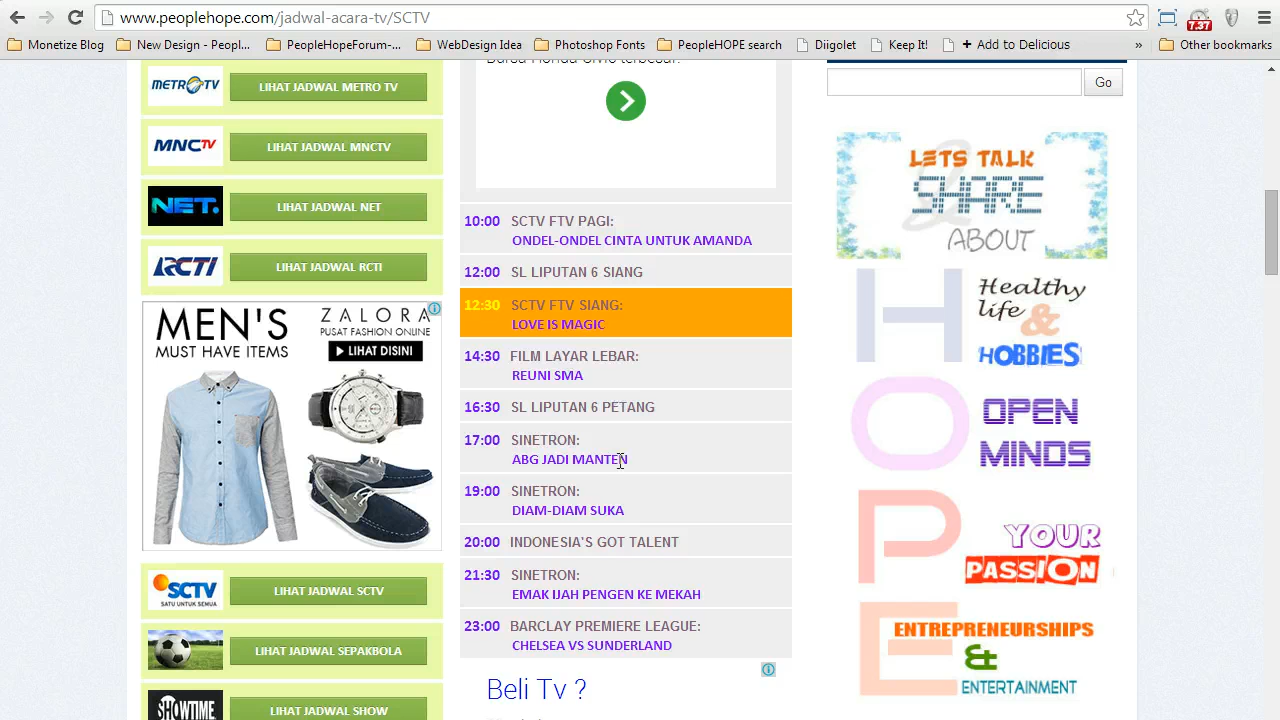 www.peoplehope.com/jadwal-acara-tv/SCTV
7.37
Monetize Blog
New Design - Peopl...
PeopleHopeForum-...
WebDesign Idea
Photoshop Fonts
PeopleHOPE search
Diigolet
Keep It!
+ Add to Delicious
»
Other bookmarks
METRO TV
LIHAT JADWAL METRO TV
MNCTV
LIHAT JADWAL MNCTV
NET.
LIHAT JADWAL NET
RCTI
LIHAT JADWAL RCTI
MEN'S
MUST HAVE ITEMS
ZALORA
PUSAT FASHION ONLINE
LIHAT DISINI
SCTV
SATU UNTUK SEMUA
LIHAT JADWAL SCTV
LIHAT JADWAL SEPAKBOLA
SHOWTIME
LIHAT JADWAL SHOW
10:00 SCTV FTV PAGI:
ONDEL-ONDEL CINTA UNTUK AMANDA
12:00 SL LIPUTAN 6 SIANG
12:30 SCTV FTV SIANG:
LOVE IS MAGIC
14:30 FILM LAYAR LEBAR:
REUNI SMA
16:30 SL LIPUTAN 6 PETANG
17:00 SINETRON:
ABG JADI MANTEN
19:00 SINETRON:
DIAM-DIAM SUKA
20:00 INDONESIA'S GOT TALENT
21:30 SINETRON:
EMAK IJAH PENGEN KE MEKAH
23:00 BARCLAY PREMIERE LEAGUE:
CHELSEA VS SUNDERLAND
Beli Tv ?
Go
LETS TALK
&
SHARE
ABOUT
H
Healthy
life
&
HOBBIES
O
OPEN
MINDS
P
YOUR
PASSION
E
ENTREPRENEURSHIPS
&
ENTERTAINMENT